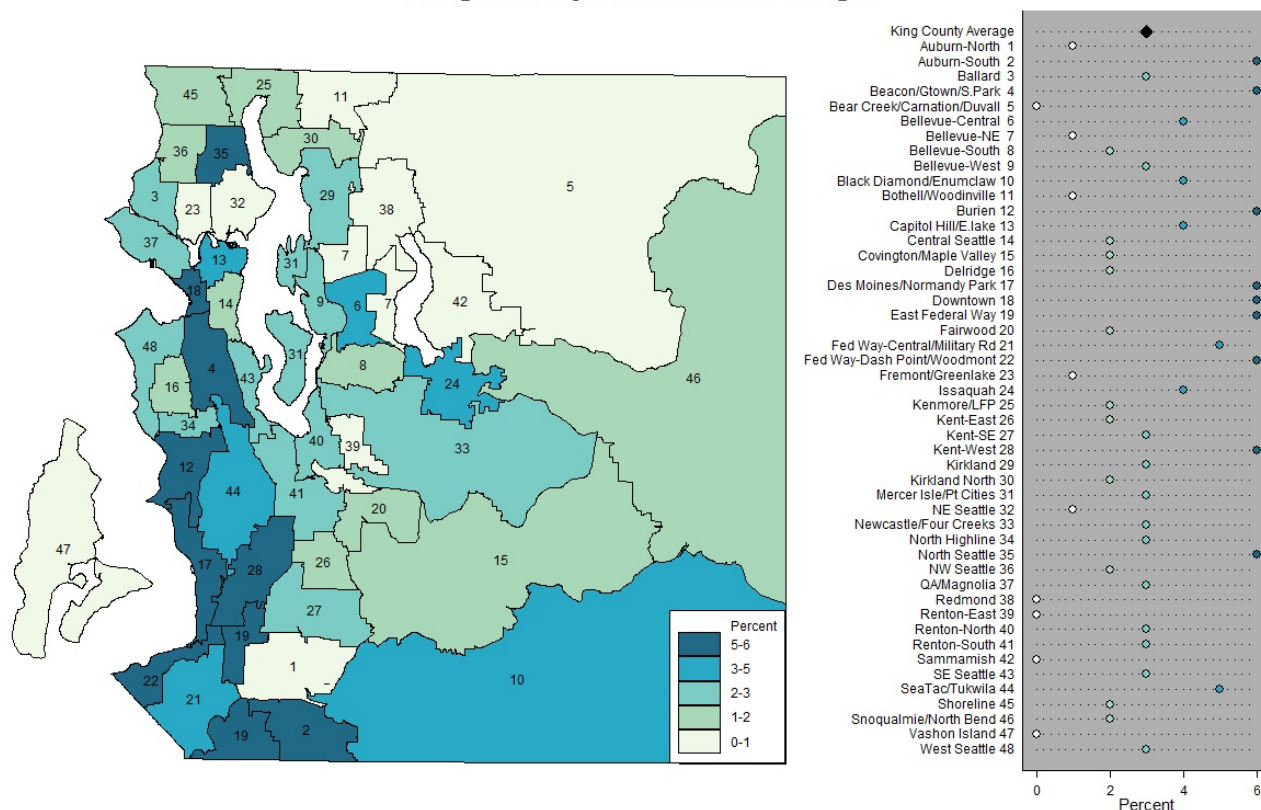 King County Average
Auburn-North 1
Auburn-South 2
Ballard 3
Beacon/Gtown/S.Park 4
Bear Creek/Carnation/Duvall 5
Bellevue-Central 6
Bellevue-NE 7
Bellevue-South 8
Bellevue-West 9
Black Diamond/Enumclaw 10
Bothell/Woodinville 11
Burien 12
Capitol Hill/E.lake 13
Central Seattle 14
Covington/Maple Valley 15
Delridge 16
Des Moines/Normandy Park 17
Downtown 18
East Federal Way 19
Fairwood 20
Fed Way-Central/Military Rd 21
Fed Way-Dash Point/Woodmont 22
Fremont/Greenlake 23
Issaquah 24
Kenmore/LFP 25
Kent-East 26
Kent-SE 27
Kent-West 28
Kirkland 29
Kirkland North 30
Mercer Isle/Pt Cities 31
NE Seattle 32
Newcastle/Four Creeks 33
North Highline 34
North Seattle 35
NW Seattle 36
QA/Magnolia 37
Redmond 38
Renton-East 39
Renton-North 40
Renton-South 41
Sammamish 42
SE Seattle 43
SeaTac/Tukwila 44
Shoreline 45
Snoqualmie/North Bend 46
Vashon Island 47
West Seattle 48
0 2 4 6
Percent
45 25 11
30
36 35
5
3 23 32 29 38
37
13 31 7
18 14 9 6 7 42
48 4 31
16 43 8 24 46
34 40 39 33
12
44 41 20
47 17 28 26 15
27
19 1
22 21 10
19 2
Percent
5-6
3-5
2-3
1-2
0-1